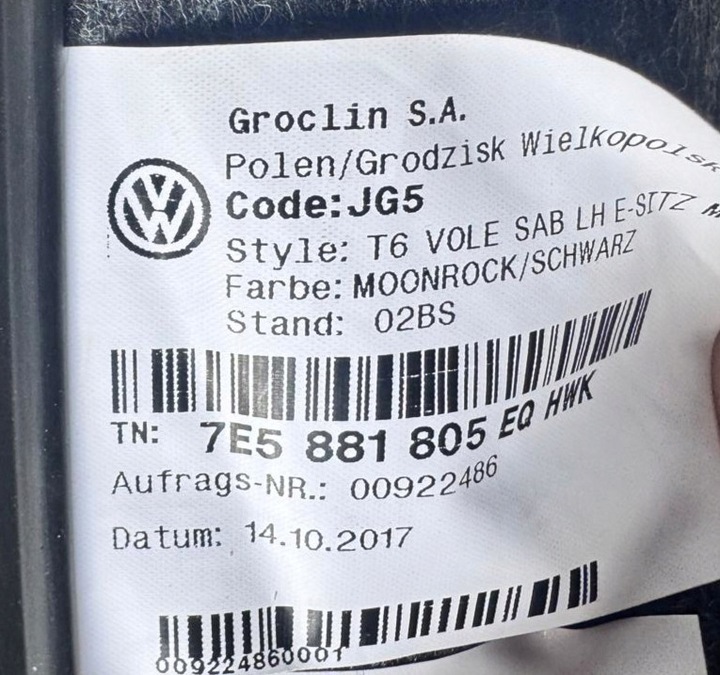 Groclin S.A.
Polen/Grodzisk Wielkopolsk
Code:JG5
Style: T6 VOLE SAB LH E-SITZ
Farbe: MOONROCK/SCHWARZ
Stand: 02BS
TN: 7E5 881 805 EQ HWK
Aufrags-NR.: 00922486
Datum: 14.10.2017
009224860001